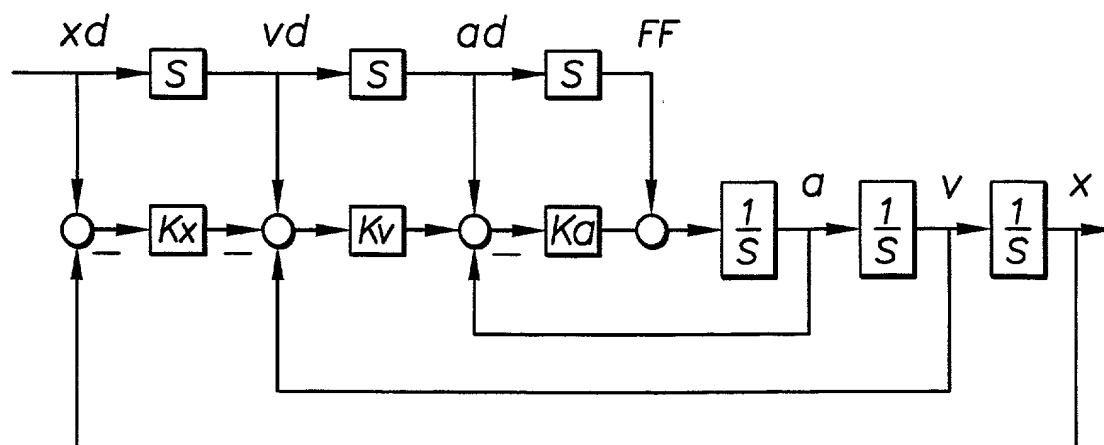 xd vd ad FF
S S S
a v x
Kx Kv Ka 1/S 1/S 1/S
− − −